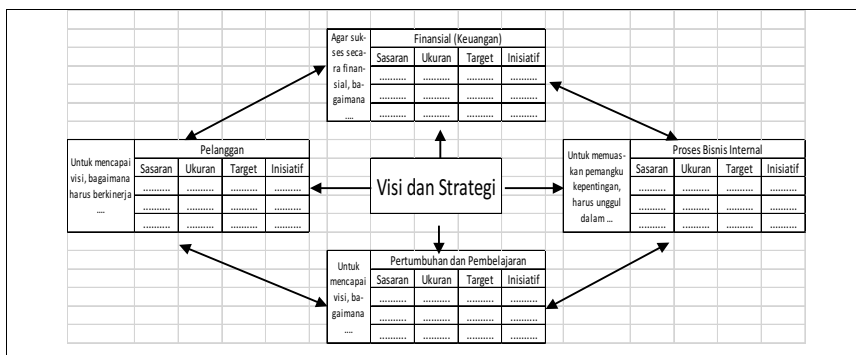 Agar suk-
ses seca-
ra finan-
sial, ba-
gaimana
....
Finansial (Keuangan)
Sasaran Ukuran Target Inisiatif
.......... .......... .......... ..........
.......... .......... .......... ..........
.......... .......... .......... ..........
Untuk mencapai
visi, bagaimana
harus berkinerja
....
Pelanggan
Sasaran Ukuran Target Inisiatif
.......... .......... .......... ..........
.......... .......... .......... ..........
.......... .......... .......... ..........
Visi dan Strategi
Untuk memuas-
kan pemangku
kepentingan,
harus unggul
dalam ...
Proses Bisnis Internal
Sasaran Ukuran Target Inisiatif
.......... .......... .......... ..........
.......... .......... .......... ..........
.......... .......... .......... ..........
Untuk
mencapai
visi, ba-
gaimana
....
Pertumbuhan dan Pembelajaran
Sasaran Ukuran Target Inisiatif
.......... .......... .......... ..........
.......... .......... .......... ..........
.......... .......... .......... ..........